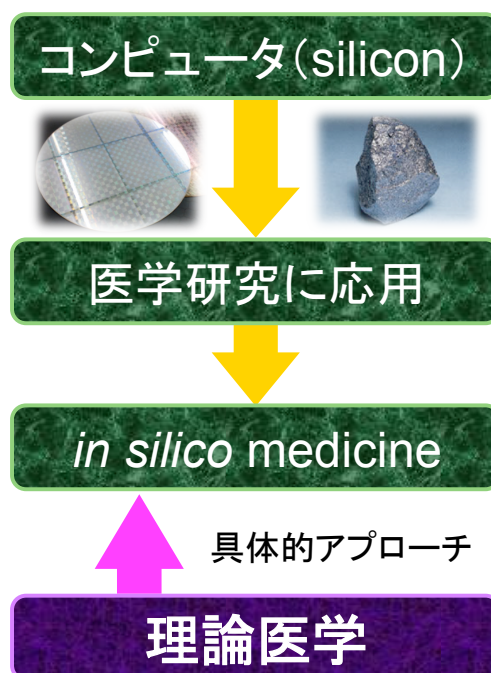 コンピュータ(silicon)
医学研究に応用
in silico medicine
具体的アプローチ
理論医学